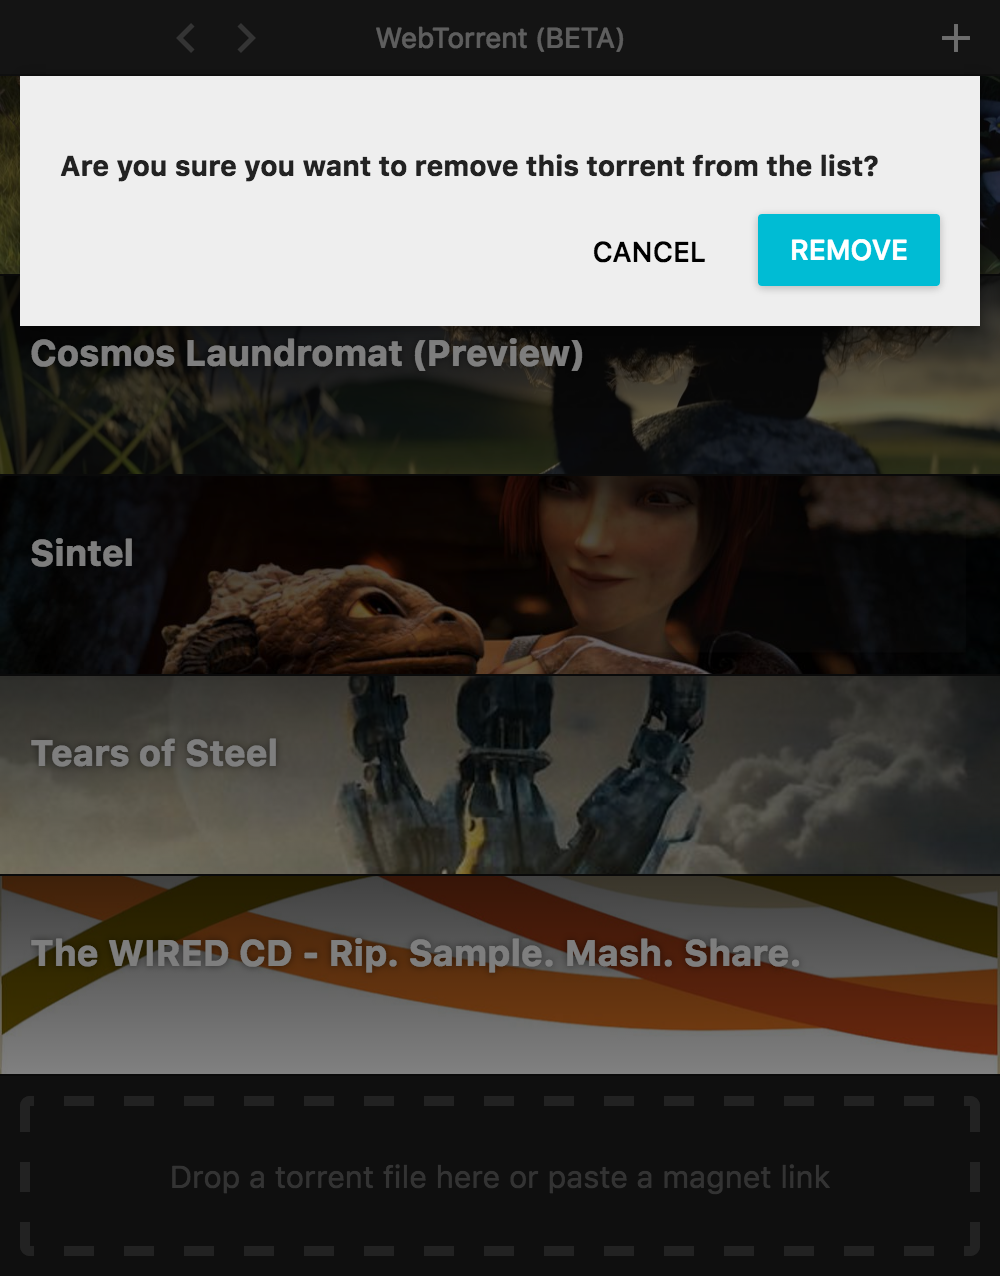 WebTorrent (BETA)
Are you sure you want to remove this torrent from the list?
CANCEL
REMOVE
Cosmos Laundromat (Preview)
Sintel
Tears of Steel
The WIRED CD - Rip. Sample. Mash. Share.
Drop a torrent file here or paste a magnet link